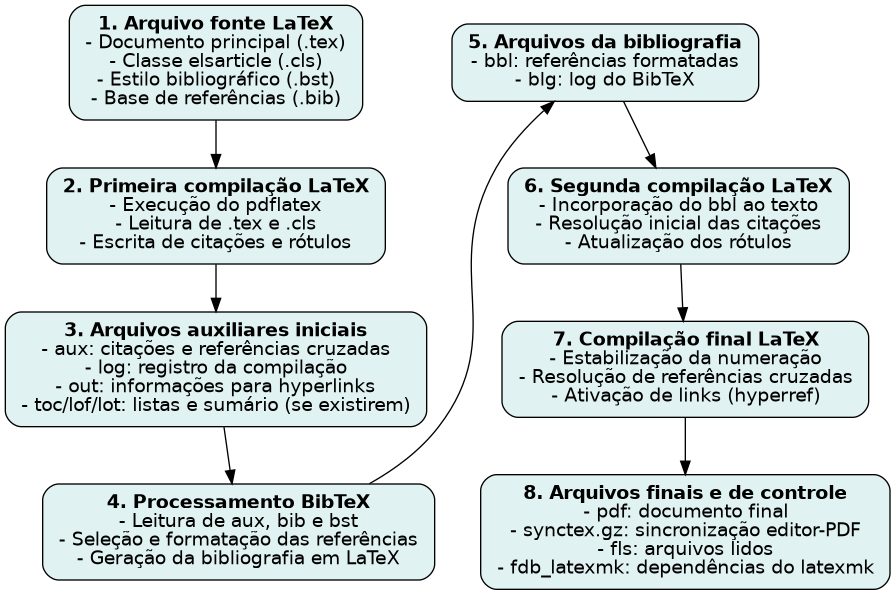 1. Arquivo fonte LaTeX
- Documento principal (.tex)
- Classe elsarticle (.cls)
- Estilo bibliográfico (.bst)
- Base de referências (.bib)
2. Primeira compilação LaTeX
- Execução do pdflatex
- Leitura de .tex e .cls
- Escrita de citações e rótulos
3. Arquivos auxiliares iniciais
- aux: citações e referências cruzadas
- log: registro da compilação
- out: informações para hyperlinks
- toc/lof/lot: listas e sumário (se existirem)
4. Processamento BibTeX
- Leitura de aux, bib e bst
- Seleção e formatação das referências
- Geração da bibliografia em LaTeX
5. Arquivos da bibliografia
- bbl: referências formatadas
- blg: log do BibTeX
6. Segunda compilação LaTeX
- Incorporação do bbl ao texto
- Resolução inicial das citações
- Atualização dos rótulos
7. Compilação final LaTeX
- Estabilização da numeração
- Resolução de referências cruzadas
- Ativação de links (hyperref)
8. Arquivos finais e de controle
- pdf: documento final
- synctex.gz: sincronização editor-PDF
- fls: arquivos lidos
- fdb_latexmk: dependências do latexmk